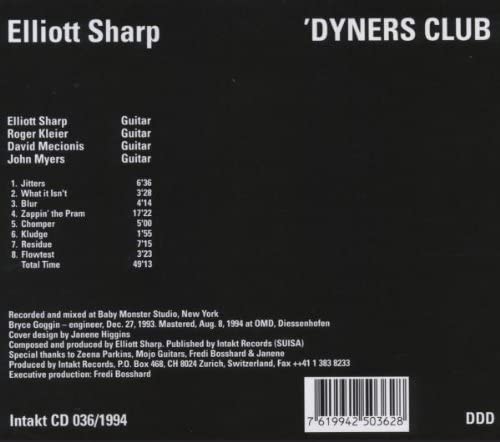 Elliott Sharp 'DYNERS CLUB
Elliott Sharp Guitar
Roger Kleier Guitar
David Mecionis Guitar
John Myers Guitar
1. Jitters 6'36
2. What it Isn't 3'28
3. Blur 4'14
4. Zappin' the Pram 17'22
5. Chomper 5'00
6. Kludge 1'55
7. Residue 7'15
8. Flowtest 3'23
Total Time 49'13
Recorded and mixed at Baby Monster Studio, New York
Bryce Goggin – engineer, Dec. 27, 1993. Mastered, Aug. 8, 1994 at OMD, Diessenhofen
Cover design by Janene Higgins
Composed and produced by Elliott Sharp. Published by Intakt Records (SUISA)
Special thanks to Zeena Parkins, Mojo Guitars, Fredi Bosshard & Janene
Produced by Intakt Records, P.O. Box 468, CH 8024 Zurich, Switzerland, Fax ++41 1 383 8233
Executive production: Fredi Bosshard
Intakt CD 036/1994 7 619942 503628 DDD